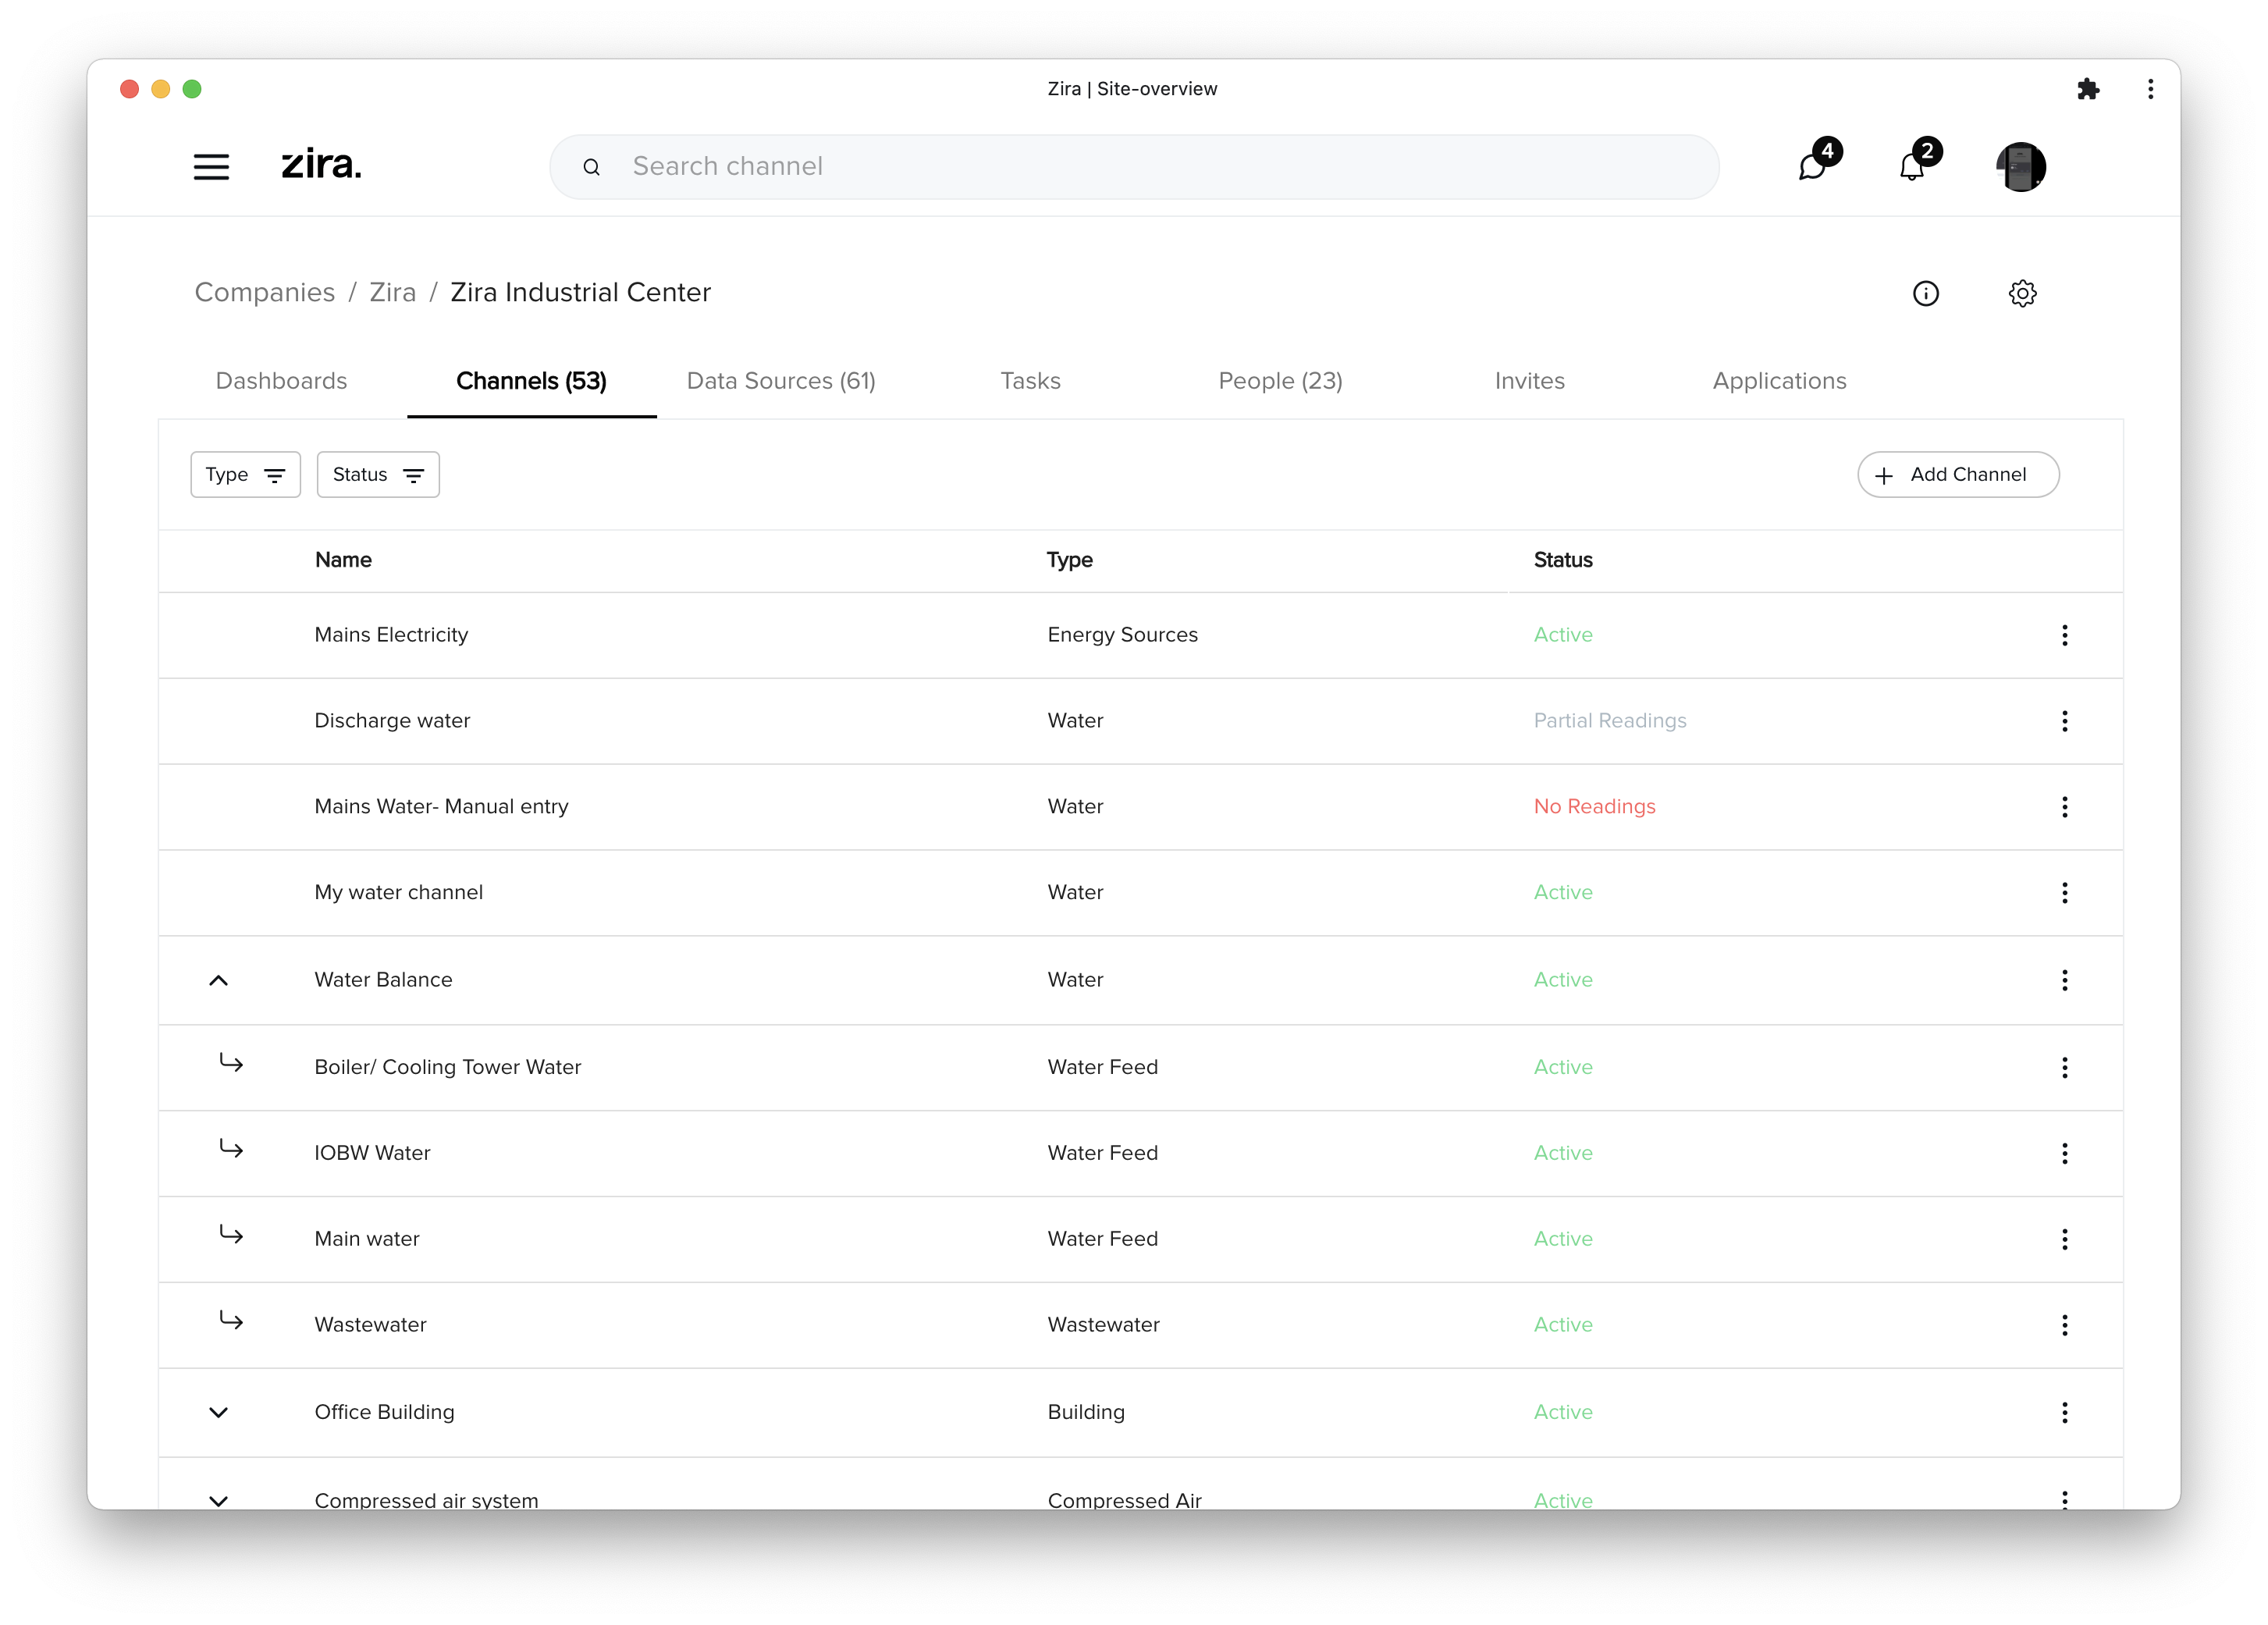 Zira | Site-overview
zira.
Search channel
4
2
Companies / Zira / Zira Industrial Center
Dashboards Channels (53) Data Sources (61) Tasks People (23) Invites Applications
Type Status + Add Channel
Name Type Status
Mains Electricity Energy Sources Active
Discharge water Water Partial Readings
Mains Water- Manual entry Water No Readings
My water channel Water Active
Water Balance Water Active
Boiler/ Cooling Tower Water Water Feed Active
IOBW Water Water Feed Active
Main water Water Feed Active
Wastewater Wastewater Active
Office Building Building Active
Compressed air system Compressed Air Active